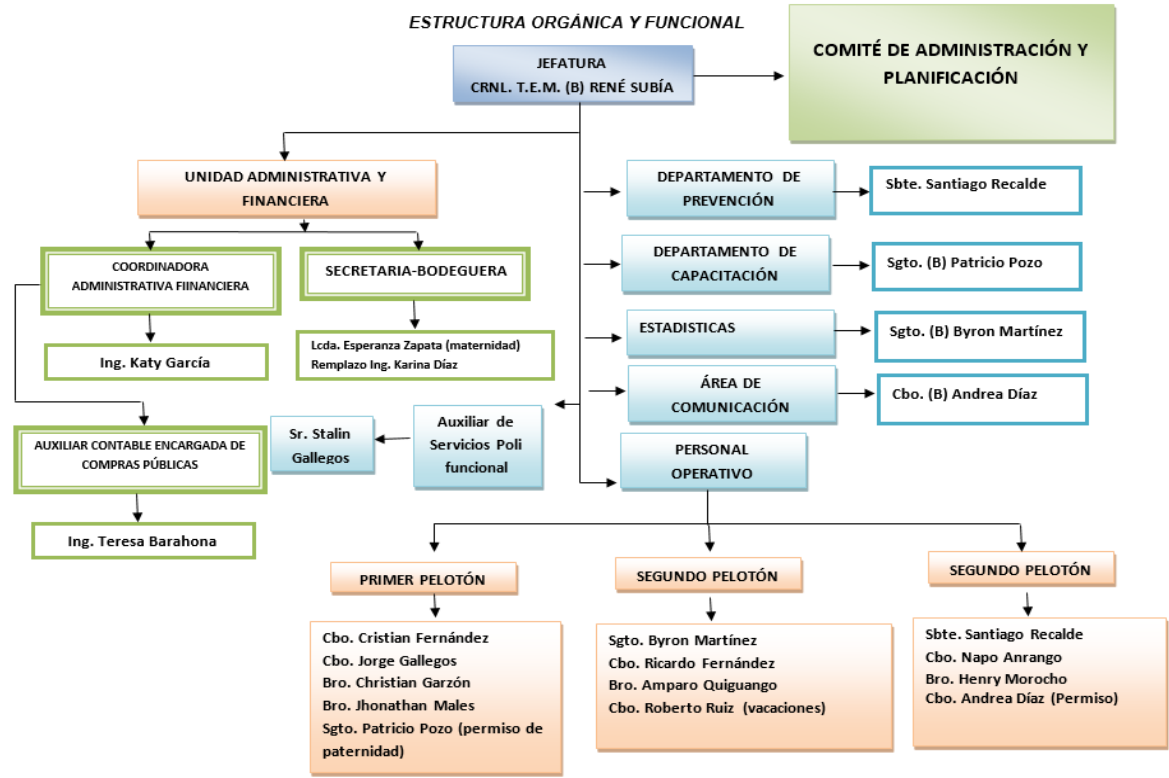 ESTRUCTURA ORGÁNICA Y FUNCIONAL
JEFATURA
CRNL. T.E.M. (B) RENÉ SUBÍA
COMITÉ DE ADMINISTRACIÓN Y
PLANIFICACIÓN
UNIDAD ADMINISTRATIVA Y
FINANCIERA
COORDINADORA
ADMINISTRATIVA FIINANCIERA
SECRETARIA-BODEGUERA
Ing. Katy García
Lcda. Esperanza Zapata (maternidad)
Remplazo Ing. Karina Díaz
AUXILIAR CONTABLE ENCARGADA DE
COMPRAS PÚBLICAS
Ing. Teresa Barahona
Sr. Stalin
Gallegos
Auxiliar de
Servicios Poli
funcional
DEPARTAMENTO DE
PREVENCIÓN
Sbte. Santiago Recalde
DEPARTAMENTO DE
CAPACITACIÓN
Sgto. (B) Patricio Pozo
ESTADISTICAS
Sgto. (B) Byron Martínez
ÁREA DE
COMUNICACIÓN
Cbo. (B) Andrea Díaz
PERSONAL
OPERATIVO
PRIMER PELOTÓN
Cbo. Cristian Fernández
Cbo. Jorge Gallegos
Bro. Christian Garzón
Bro. Jhonathan Males
Sgto. Patricio Pozo (permiso de
paternidad)
SEGUNDO PELOTÓN
Sgto. Byron Martínez
Cbo. Ricardo Fernández
Bro. Amparo Quiguango
Cbo. Roberto Ruiz (vacaciones)
SEGUNDO PELOTÓN
Sbte. Santiago Recalde
Cbo. Napo Anrango
Bro. Henry Morocho
Cbo. Andrea Díaz (Permiso)